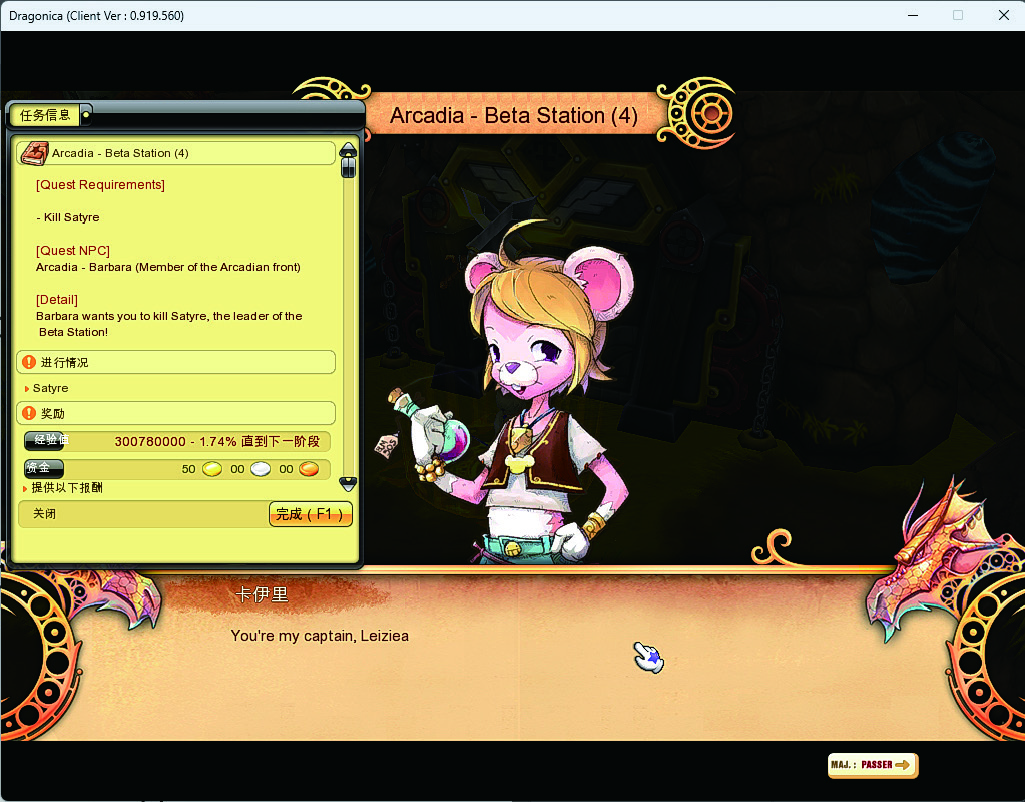 Dragonica (Client Ver : 0.919.560)
Arcadia - Beta Station (4)
任务信息
Arcadia - Beta Station (4)
[Quest Requirements]
- Kill Satyre
[Quest NPC]
Arcadia - Barbara (Member of the Arcadian front)
[Detail]
Barbara wants you to kill Satyre, the leader of the
Beta Station!
进行情况
Satyre
奖励
经验值 300780000 - 1.74% 直到下一阶段
资金 50 00 00
提供以下报酬
关闭 完成 ( F1 )
卡伊里
You're my captain, Leiziea
MAJ. : PASSER